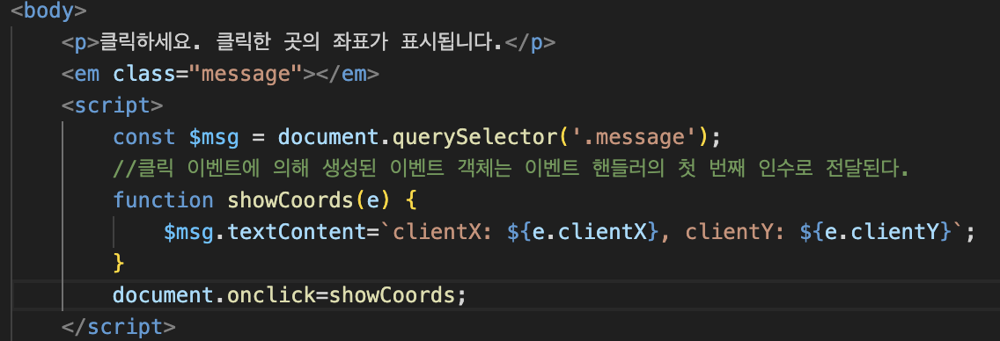 <body>
<p>클릭하세요. 클릭한 곳의 좌표가 표시됩니다.</p>
<em class="message"></em>
<script>
const $msg = document.querySelector('.message');
//클릭 이벤트에 의해 생성된 이벤트 객체는 이벤트 핸들러의 첫 번째 인수로 전달된다.
function showCoords(e) {
$msg.textContent=`clientX: ${e.clientX}, clientY: ${e.clientY}`;
}
document.onclick=showCoords;
</script>